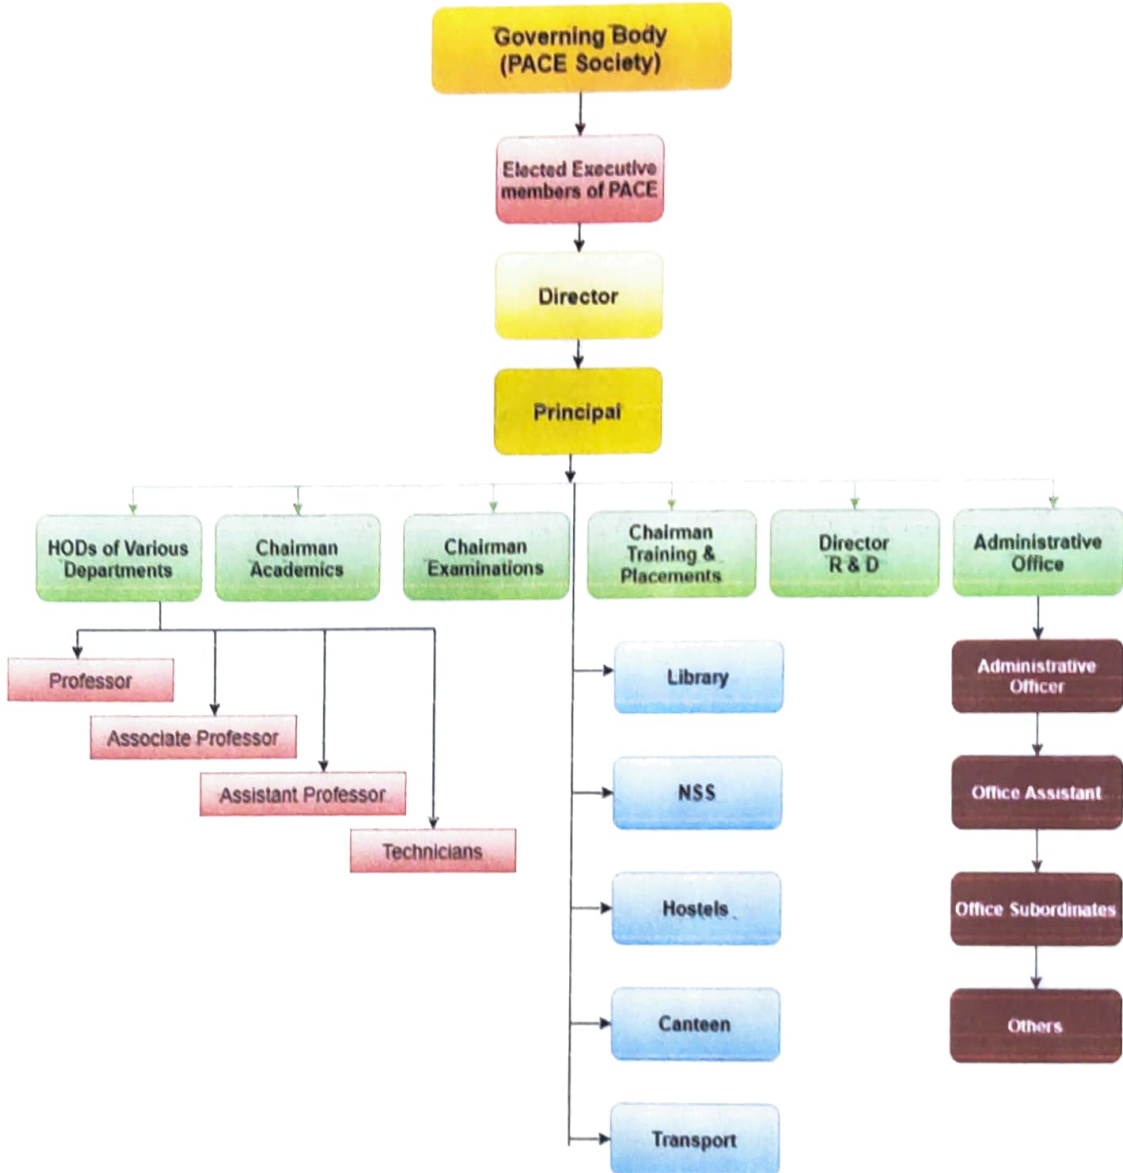 Governing Body
(PACE Society)
Elected Executive
members of PACE
Director
Principal
HODs of Various
Departments
Chairman
Academics
Chairman
Examinations
Chairman
Training &
Placements
Director
R & D
Administrative
Office
Professor
Associate Professor
Assistant Professor
Technicians
Library
NSS
Hostels
Canteen
Transport
Administrative
Officer
Office Assistant
Office Subordinates
Others